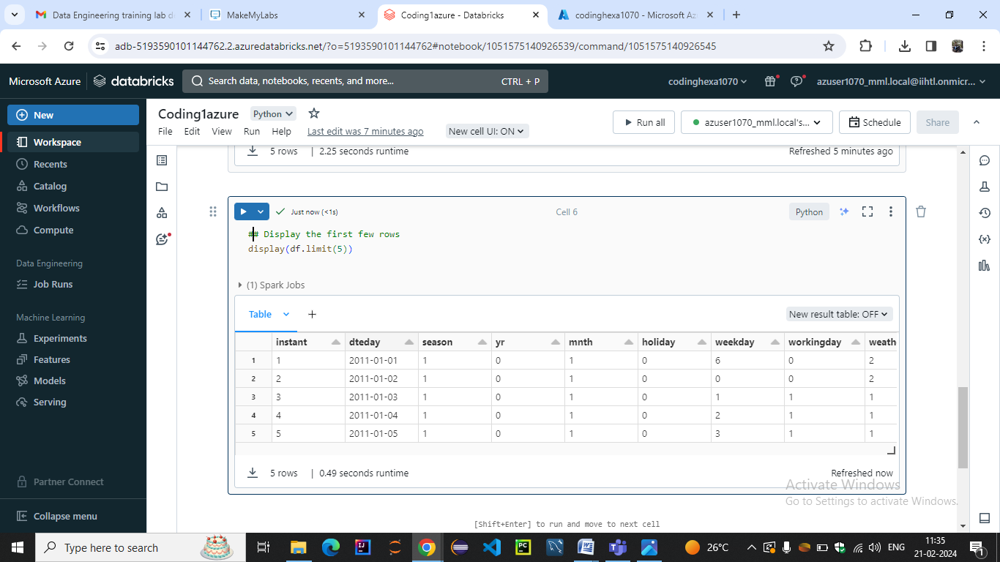 Data Engineering training lab d
MakeMyLabs
Coding1azure - Databricks
codinghexa1070 - Microsoft Az
adb-5193590101144762.2.azuredatabricks.net/?o=5193590101144762#notebook/1051575140926539/command/1051575140926545
Microsoft Azure
databricks
Search data, notebooks, recents, and more...
CTRL + P
codinghexa1070
azuser1070_mml.local@iihtl.onmicr...
New
Workspace
Recents
Catalog
Workflows
Compute
Data Engineering
Job Runs
Machine Learning
Experiments
Features
Models
Serving
Partner Connect
Collapse menu
Coding1azure
Python
Run all
azuser1070_mml.local's...
Schedule
Share
File Edit View Run Help
Last edit was 7 minutes ago
New cell UI: ON
5 rows | 2.25 seconds runtime
Refreshed 5 minutes ago
Just now (<1s)
Cell 6
Python
## Display the first few rows
display(df.limit(5))
(1) Spark Jobs
Table
+
New result table: OFF
instant dteday season yr mnth holiday weekday workingday weath
1 1 2011-01-01 1 0 1 0 6 0 2
2 2 2011-01-02 1 0 1 0 0 0 2
3 3 2011-01-03 1 0 1 0 1 1 1
4 4 2011-01-04 1 0 1 0 2 1 1
5 5 2011-01-05 1 0 1 0 3 1 1
5 rows | 0.49 seconds runtime
Refreshed now
Activate Windows
Go to Settings to activate Windows.
[Shift+Enter] to run and move to next cell
Type here to search
26°C
ENG
11:35
21-02-2024
1